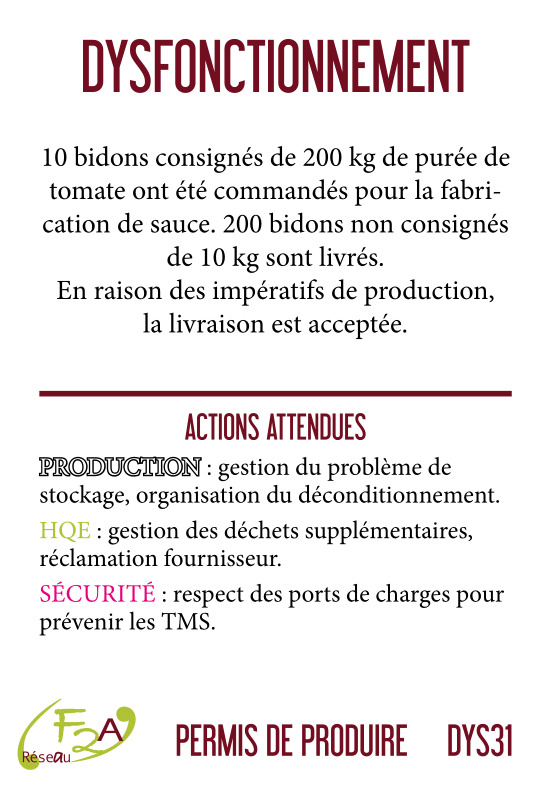 DYSFONCTIONNEMENT
10 bidons consignés de 200 kg de purée de
tomate ont été commandés pour la fabri-
cation de sauce. 200 bidons non consignés
de 10 kg sont livrés.
En raison des impératifs de production,
la livraison est acceptée.
ACTIONS ATTENDUES
PRODUCTION : gestion du problème de
stockage, organisation du déconditionnement.
HQE : gestion des déchets supplémentaires,
réclamation fournisseur.
SÉCURITÉ : respect des ports de charges pour
prévenir les TMS.
F2A
Réseau
PERMIS DE PRODUIRE DYS31